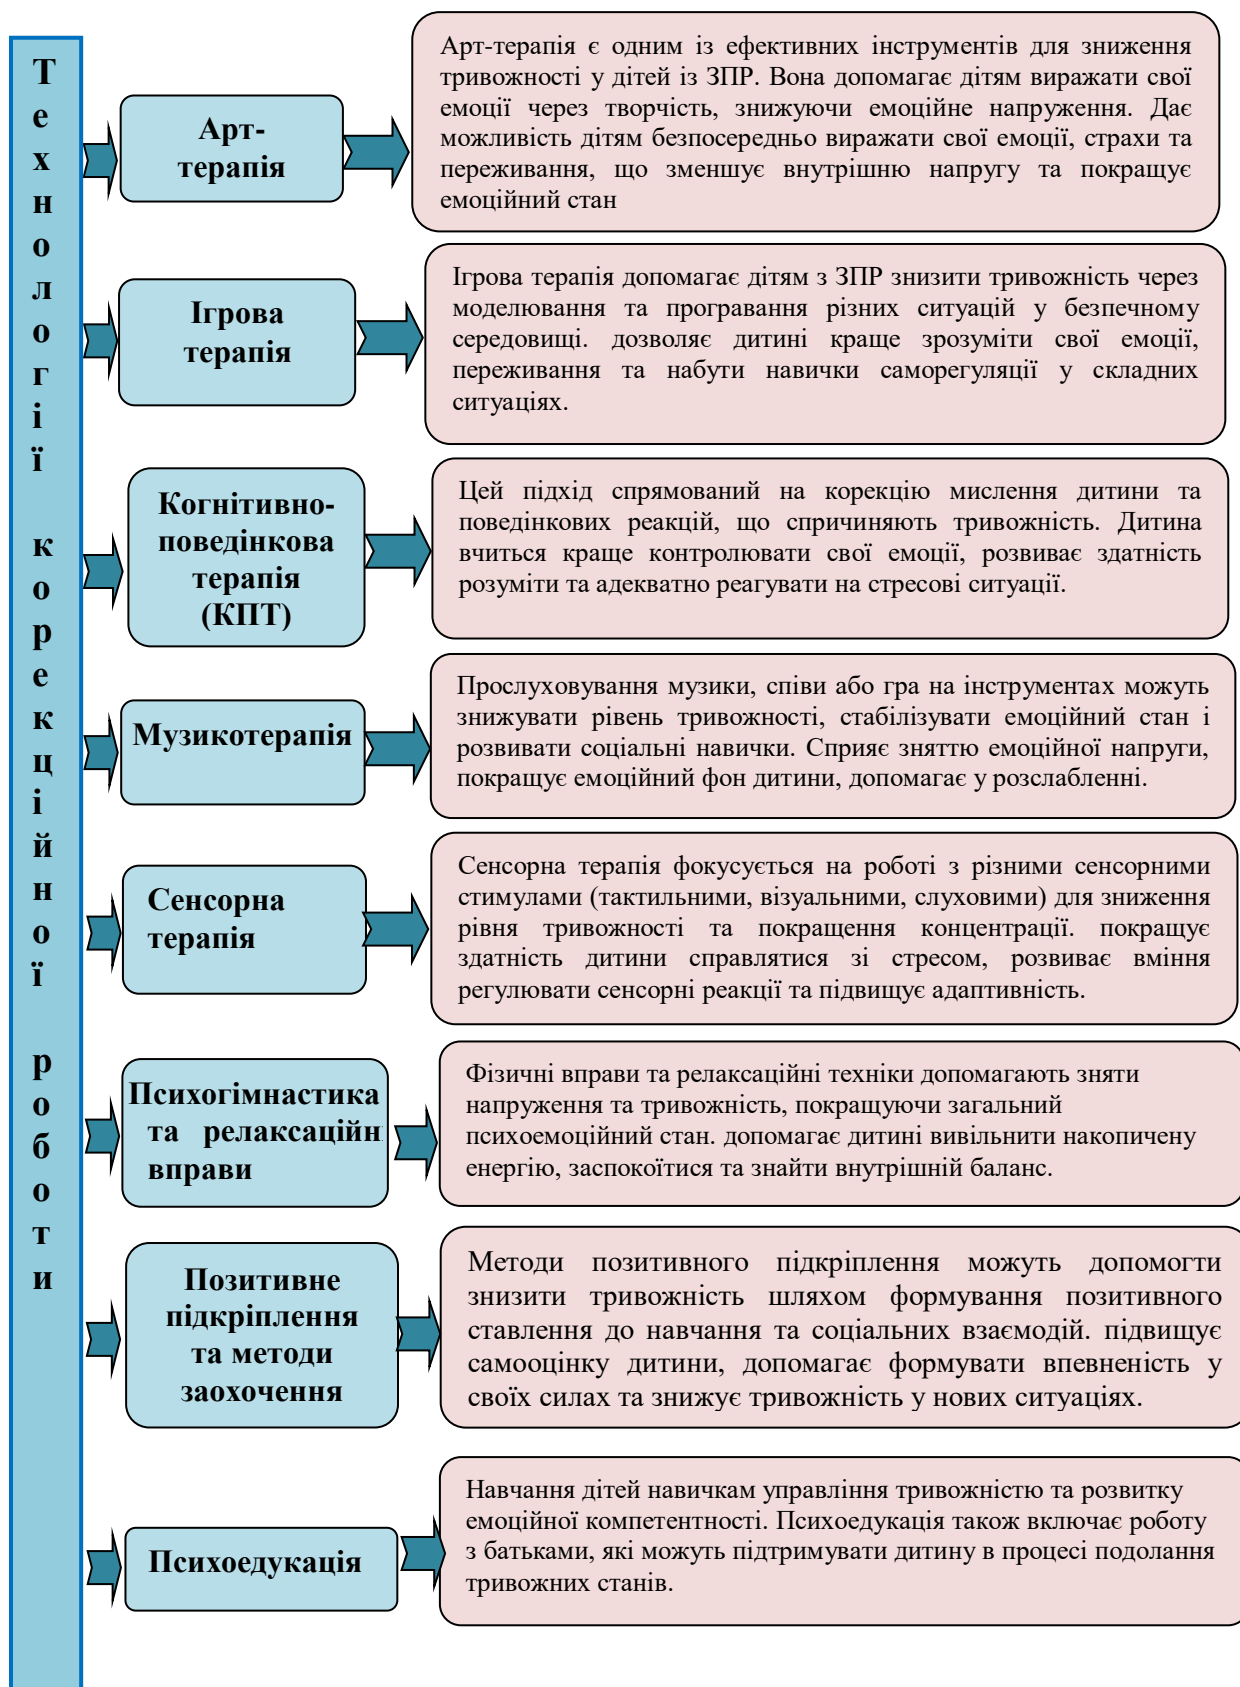 Технології корекційної роботи
Арт-
терапія
Арт-терапія є одним із ефективних інструментів для зниження
тривожності у дітей із ЗПР. Вона допомагає дітям виражати свої
емоції через творчість, знижуючи емоційне напруження. Дає
можливість дітям безпосередньо виражати свої емоції, страхи та
переживання, що зменшує внутрішню напругу та покращує
емоційний стан
Ігрова
терапія
Ігрова терапія допомагає дітям з ЗПР знизити тривожність через
моделювання та програвання різних ситуацій у безпечному
середовищі. дозволяє дитині краще зрозуміти свої емоції,
переживання та набути навички саморегуляції у складних
ситуаціях.
Когнітивно-
поведінкова
терапія
(КПТ)
Цей підхід спрямований на корекцію мислення дитини та
поведінкових реакцій, що спричиняють тривожність. Дитина
вчиться краще контролювати свої емоції, розвиває здатність
розуміти та адекватно реагувати на стресові ситуації.
Музикотерапія
Прослуховування музики, співи або гра на інструментах можуть
знижувати рівень тривожності, стабілізувати емоційний стан і
розвивати соціальні навички. Сприяє зняттю емоційної напруги,
покращує емоційний фон дитини, допомагає у розслабленні.
Сенсорна
терапія
Сенсорна терапія фокусується на роботі з різними сенсорними
стимулами (тактильними, візуальними, слуховими) для зниження
рівня тривожності та покращення концентрації. покращує
здатність дитини справлятися зі стресом, розвиває вміння
регулювати сенсорні реакції та підвищує адаптивність.
Психогімнастика
та релаксаційн
вправи
Фізичні вправи та релаксаційні техніки допомагають зняти
напруження та тривожність, покращуючи загальний
психоемоційний стан. допомагає дитині вивільнити накопичену
енергію, заспокоїтися та знайти внутрішній баланс.
Позитивне
підкріплення
та методи
заохочення
Методи позитивного підкріплення можуть допомогти
знизити тривожність шляхом формування позитивного
ставлення до навчання та соціальних взаємодій. підвищує
самооцінку дитини, допомагає формувати впевненість у
своїх силах та знижує тривожність у нових ситуаціях.
Психоедукація
Навчання дітей навичкам управління тривожністю та розвитку
емоційної компетентності. Психоедукація також включає роботу
з батьками, які можуть підтримувати дитину в процесі подолання
тривожних станів.